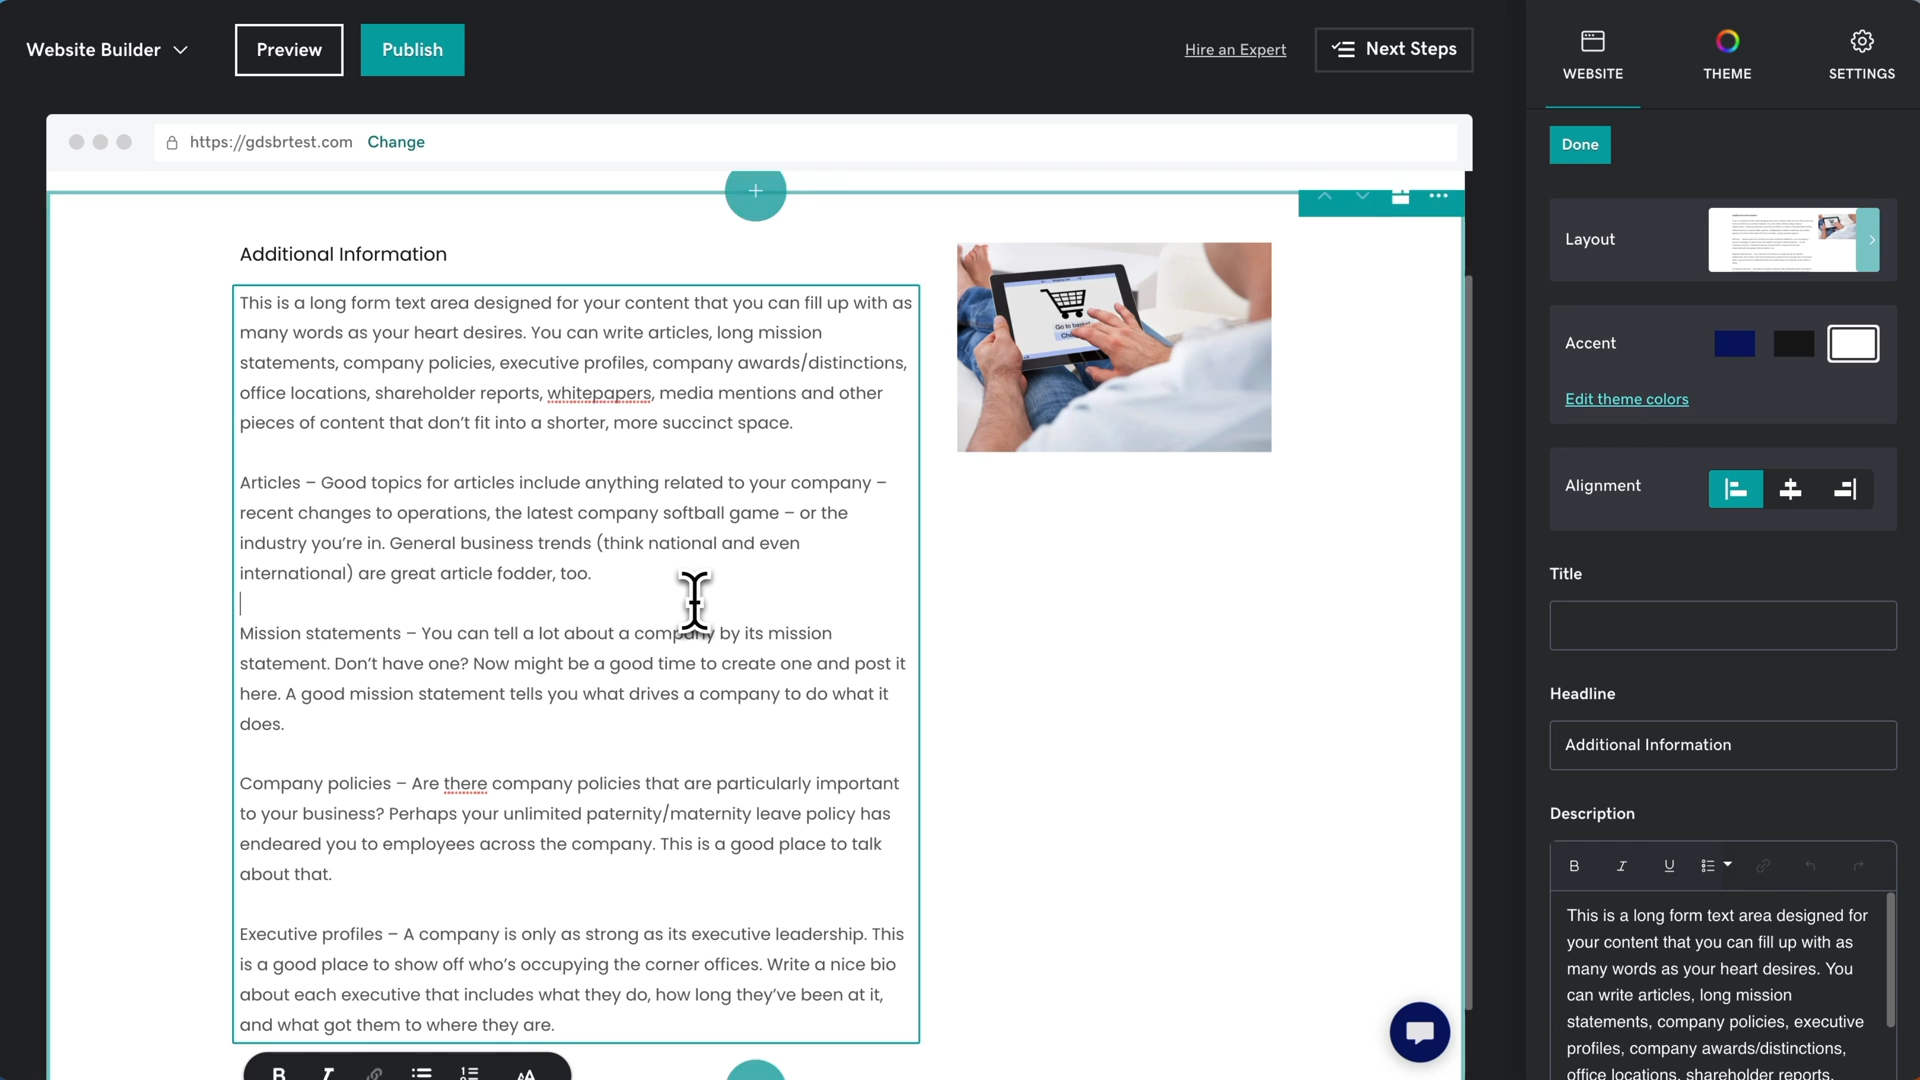 Website Builder
Preview
Publish
Hire an Expert
Next Steps
WEBSITE
THEME
SETTINGS
https://gdsbrtest.com
Change
Done
Additional Information
This is a long form text area designed for your content that you can fill up with as
many words as your heart desires. You can write articles, long mission
statements, company policies, executive profiles, company awards/distinctions,
office locations, shareholder reports, whitepapers, media mentions and other
pieces of content that don't fit into a shorter, more succinct space.
Articles – Good topics for articles include anything related to your company –
recent changes to operations, the latest company softball game – or the
industry you're in. General business trends (think national and even
international) are great article fodder, too.
Mission statements – You can tell a lot about a company by its mission
statement. Don't have one? Now might be a good time to create one and post it
here. A good mission statement tells you what drives a company to do what it
does.
Company policies – Are there company policies that are particularly important
to your business? Perhaps your unlimited paternity/maternity leave policy has
endeared you to employees across the company. This is a good place to talk
about that.
Executive profiles – A company is only as strong as its executive leadership. This
is a good place to show off who's occupying the corner offices. Write a nice bio
about each executive that includes what they do, how long they've been at it,
and what got them to where they are.
Go to basket
Layout
Accent
Edit theme colors
Alignment
Title
Headline
Additional Information
Description
B I U
This is a long form text area designed for
your content that you can fill up with as
many words as your heart desires. You
can write articles, long mission
statements, company policies, executive
profiles, company awards/distinctions,
office locations, shareholder reports,